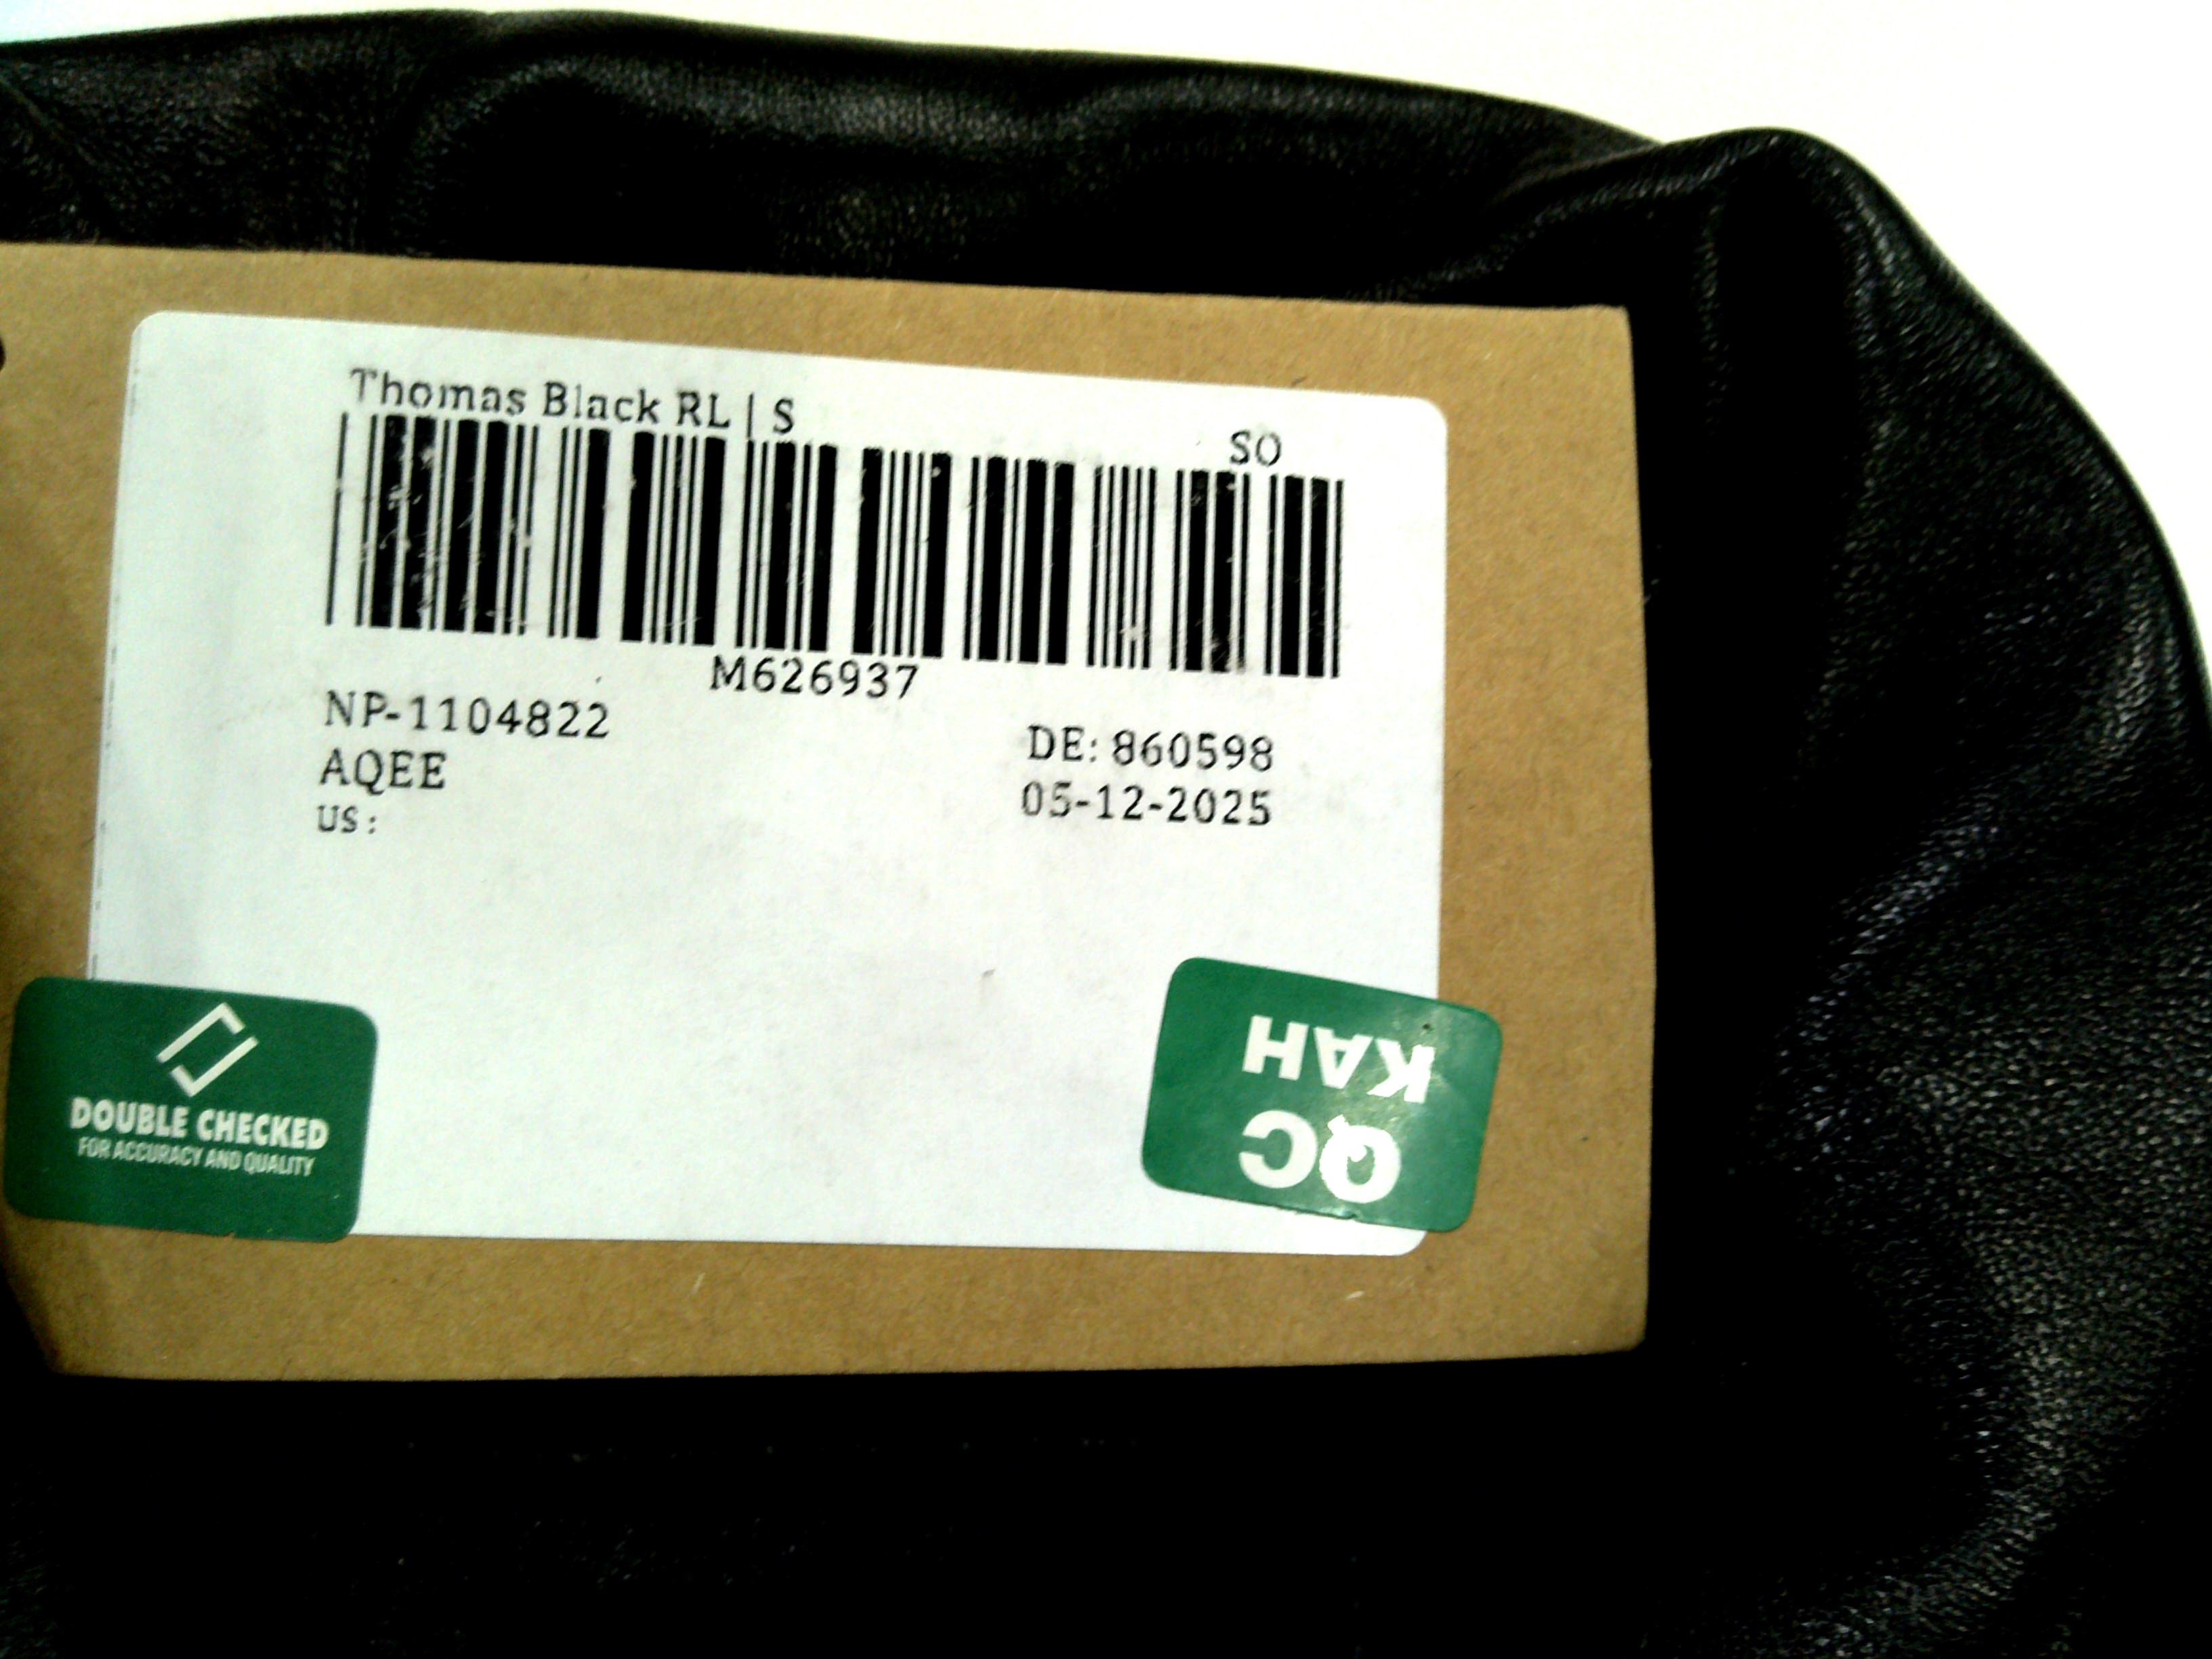 Thomas Black RL | S
SO
M626937
NP-1104822
DE: 860598
AQEE
05-12-2025
US:
DOUBLE CHECKED
FOR ACCURACY AND QUALITY
QC
KAH